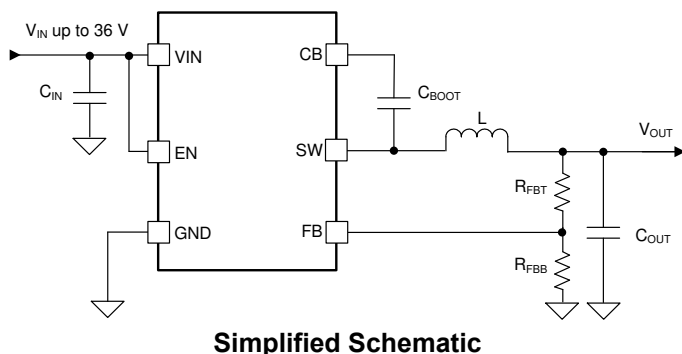 V_IN up to 36 V
VIN
CB
C_IN
C_BOOT
L
V_OUT
EN
SW
R_FBT
GND
FB
C_OUT
R_FBB
Simplified Schematic